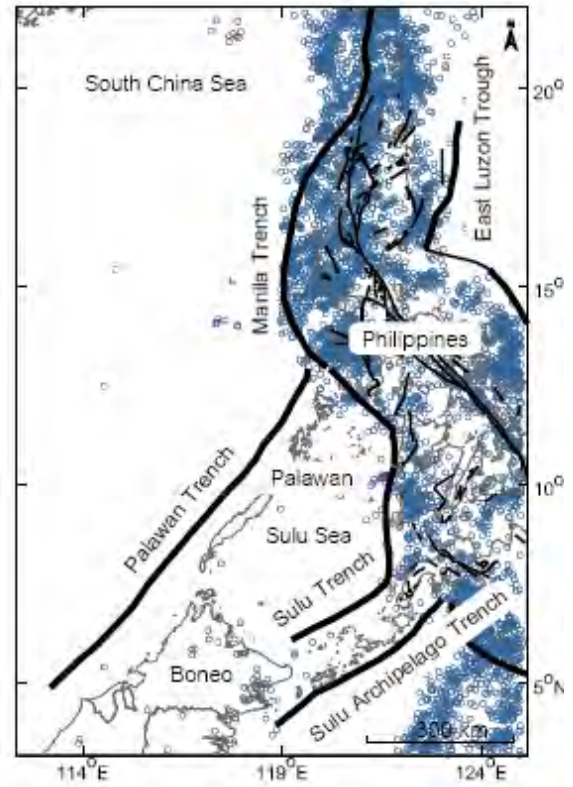 A
South China Sea
20°
East Luzon Trough
Manilla Trench
15°
Philippines
Palawan Trench
Palawan
10°
Sulu Sea
Sulu Trench
Boneo
Sulu Archipelago Trench
5°N
300 km
114°E
119°E
124°E